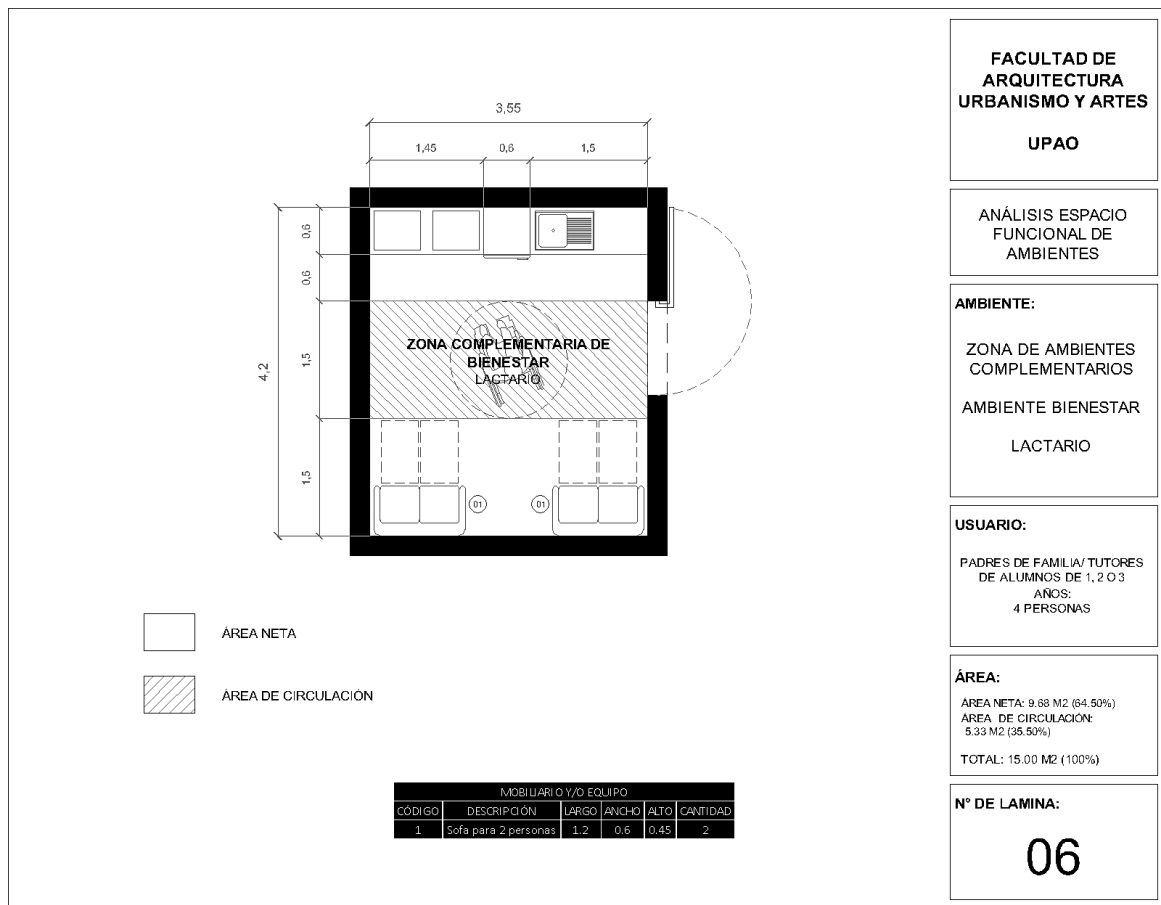 3,55
1,45
0,6
1,5
4,2
0,6
0,6
1,5
1,5
ZONA COMPLEMENTARIA DE
BIENESTAR
LACTARIO
01
01
ÁREA NETA
ÁREA DE CIRCULACIÓN
MOBILIARIO Y/O EQUIPO
CÓDIGO DESCRIPCIÓN LARGO ANCHO ALTO CANTIDAD
1 Sofa para 2 personas 1.2 0.6 0.45 2
FACULTAD DE
ARQUITECTURA
URBANISMO Y ARTES
UPAO
ANÁLISIS ESPACIO
FUNCIONAL DE
AMBIENTES
AMBIENTE:
ZONA DE AMBIENTES
COMPLEMENTARIOS
AMBIENTE BIENESTAR
LACTARIO
USUARIO:
PADRES DE FAMILIA/ TUTORES
DE ALUMNOS DE 1, 2 O 3
AÑOS:
4 PERSONAS
ÁREA:
ÁREA NETA: 9.68 M2 (64.50%)
ÁREA DE CIRCULACIÓN:
5.33 M2 (35.50%)
TOTAL: 15.00 M2 (100%)
N° DE LAMINA:
06